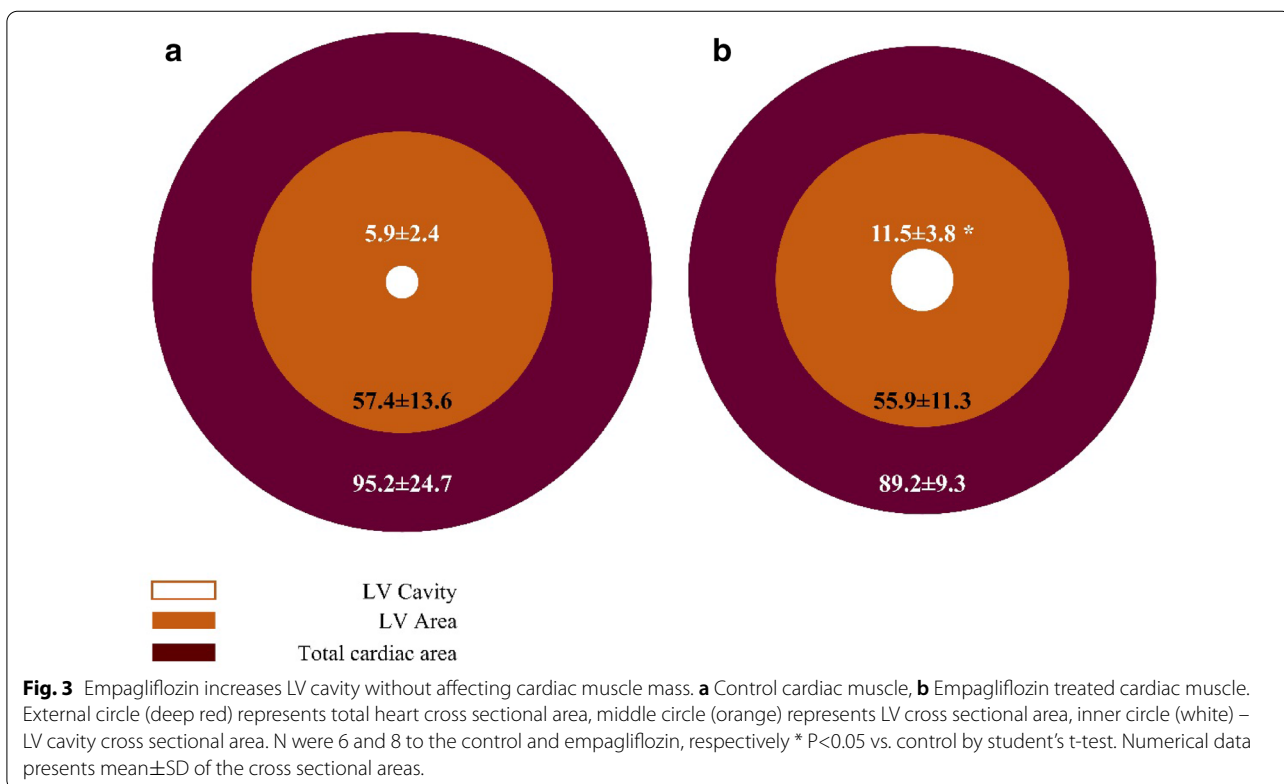 a
b
5.9±2.4
11.5±3.8 *
57.4±13.6
55.9±11.3
95.2±24.7
89.2±9.3
LV Cavity
LV Area
Total cardiac area
Fig. 3 Empagliflozin increases LV cavity without affecting cardiac muscle mass. a Control cardiac muscle, b Empagliflozin treated cardiac muscle.
External circle (deep red) represents total heart cross sectional area, middle circle (orange) represents LV cross sectional area, inner circle (white) –
LV cavity cross sectional area. N were 6 and 8 to the control and empagliflozin, respectively * P<0.05 vs. control by student's t-test. Numerical data
presents mean±SD of the cross sectional areas.